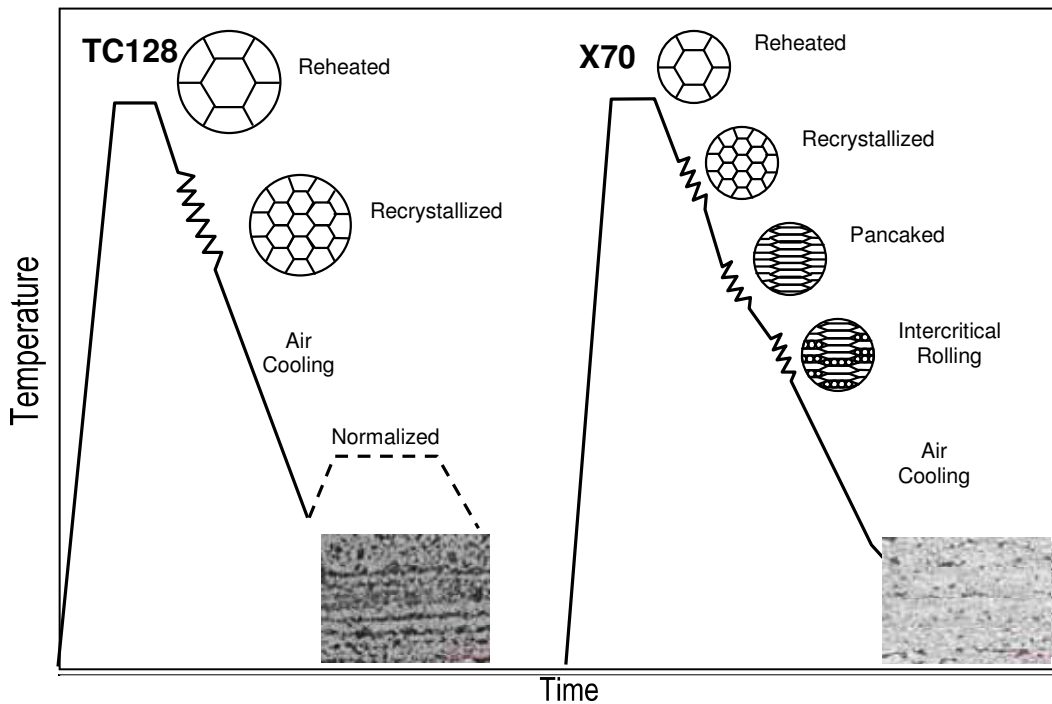 TC128
Reheated
Recrystallized
Air
Cooling
Normalized
X70
Reheated
Recrystallized
Pancaked
Intercritical
Rolling
Air
Cooling
Temperature
Time